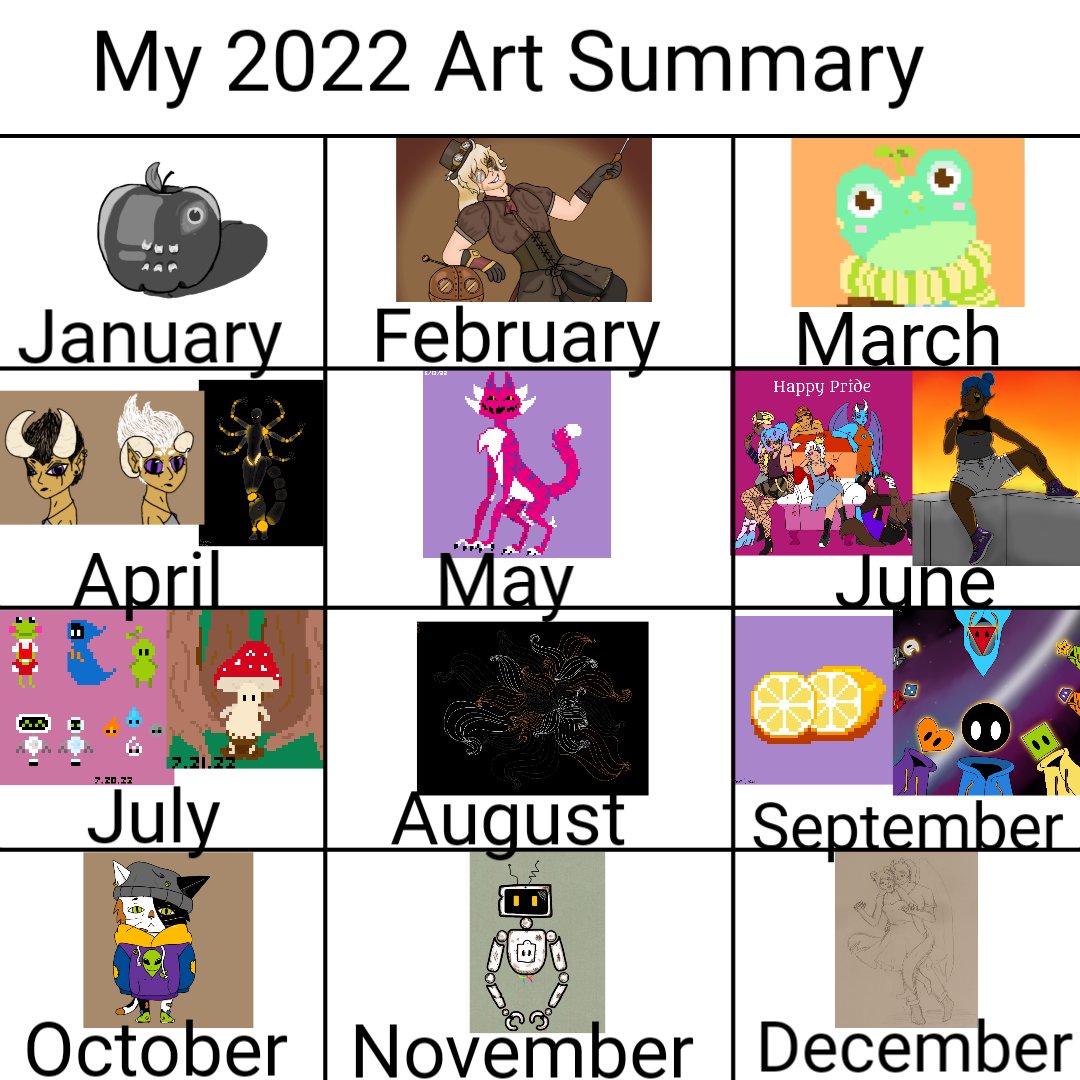 My 2022 Art Summary
January
February
March
Happy Pride
April
May
June
7.20.22
7.21.22
July
August
September
October
November
December